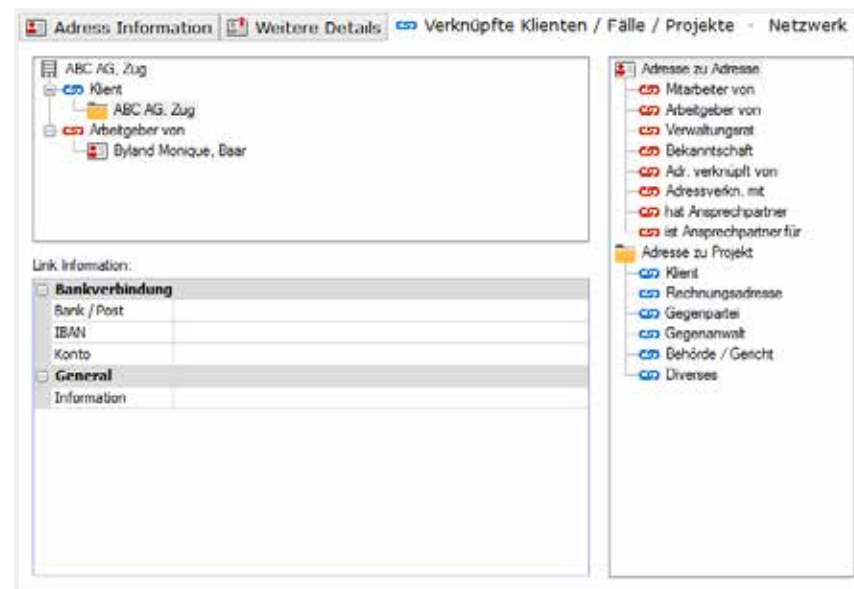 Adress Information Weitere Details Verknüpfte Klienten / Fälle / Projekte - Netzwerk
ABC AG, Zug
Klient
ABC AG, Zug
Arbeitgeber von
Byland Monique, Baar
Link Information:
Bankverbindung
Bank / Post
IBAN
Konto
General
Information
Adresse zu Adresse
Mitarbeiter von
Arbeitgeber von
Verwaltungsrat
Bekanntschaft
Adr. verknüpft von
Adressverkn. mit
hat Ansprechpartner
ist Ansprechpartner für
Adresse zu Projekt
Klient
Rechnungsadresse
Gegenpartei
Gegenanwalt
Behörde / Gericht
Diverses